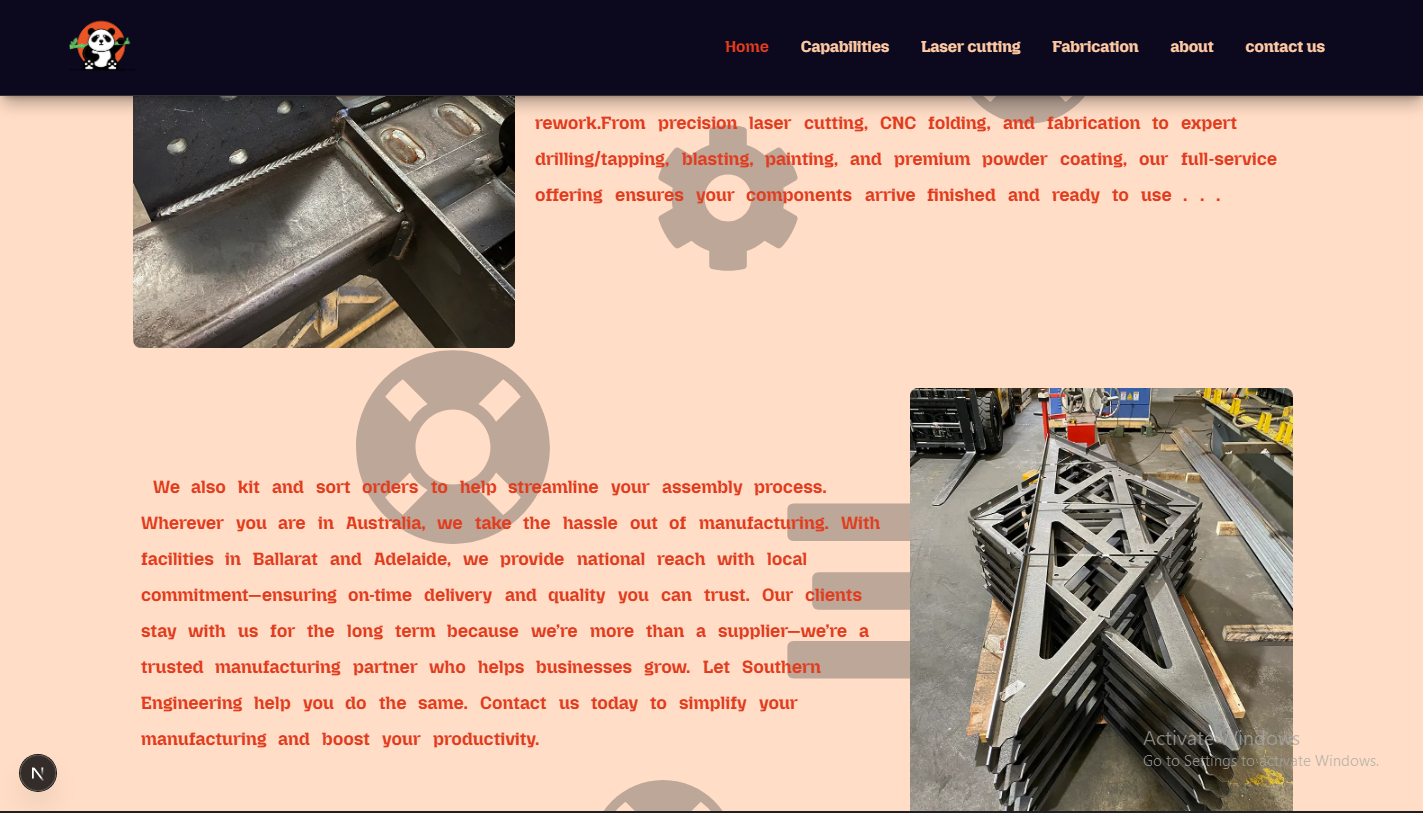 Home Capabilities Laser cutting Fabrication about contact us
rework.From precision laser cutting, CNC folding, and fabrication to expert
drilling/tapping, blasting, painting, and premium powder coating, our full-service
offering ensures your components arrive finished and ready to use . . .
We also kit and sort orders to help streamline your assembly process.
Wherever you are in Australia, we take the hassle out of manufacturing. With
facilities in Ballarat and Adelaide, we provide national reach with local
commitment—ensuring on-time delivery and quality you can trust. Our clients
stay with us for the long term because we're more than a supplier—we're a
trusted manufacturing partner who helps businesses grow. Let Southern
Engineering help you do the same. Contact us today to simplify your
manufacturing and boost your productivity.
Activate Windows
Go to Settings to activate Windows.
N